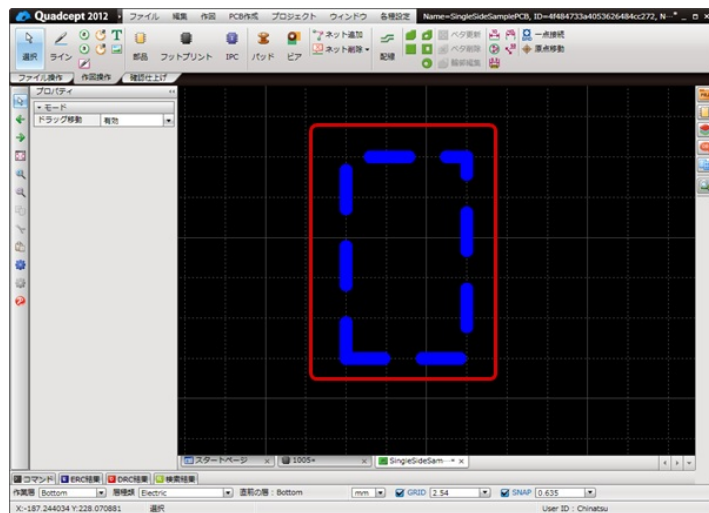 Quadcept 2012
ファイル 編集 作図 PCB作成 プロジェクト ウィンドウ 各種設定 Name=SingleSideSamplePCB, ID=4f484733a4053626484cc272, N…*
選択 ライン 部品 フットプリント IPC パッド ビア ネット追加 ネット削除 配線 ベタ更新 ベタ削除 一点接続 原点移動
ファイル操作 作図操作 確認仕上げ
プロパティ
モード
ドラッグ移動 有効
スタートページ × 1005* × SingleSideSam…* ×
コマンド ERC結果 DRC結果 検索結果
作業層 Bottom 層種類 Electric 直前の層 : Bottom mm GRID 2.54 SNAP 0.635
X:-187.244034 Y:228.070881 選択 User ID : Chinatsu